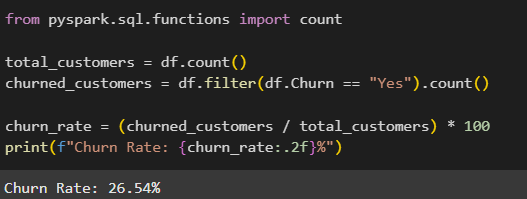 from pyspark.sql.functions import count
total_customers = df.count()
churned_customers = df.filter(df.Churn == "Yes").count()
churn_rate = (churned_customers / total_customers) * 100
print(f"Churn Rate: {churn_rate:.2f}%")
Churn Rate: 26.54%